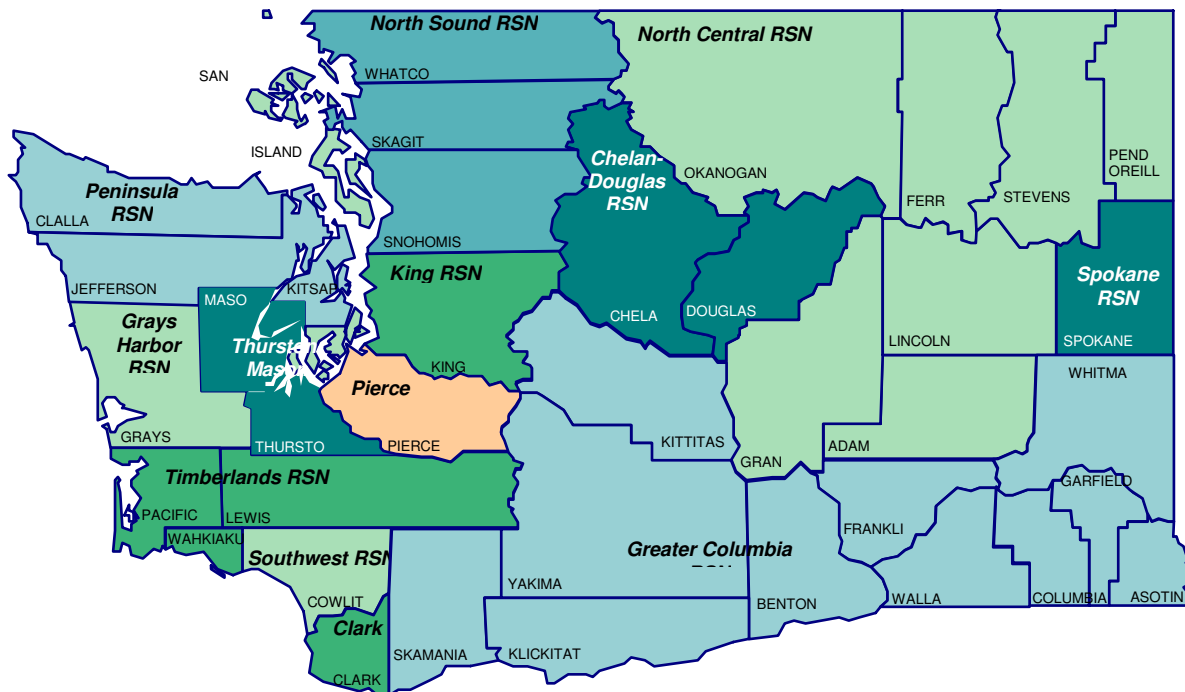 North Sound RSN
North Central RSN
SAN
WHATCO
ISLAND
SKAGIT
Chelan-
Douglas
RSN
OKANOGAN
PEND
OREILL
Peninsula
RSN
CLALLA
FERR
STEVENS
SNOHOMIS
King RSN
JEFFERSON
KITSAP
MASO
Spokane
RSN
Grays
Harbor
RSN
CHELA
DOUGLAS
Thurston
Mason
LINCOLN
SPOKANE
KING
WHITMA
Pierce
GRAYS
THURSTO
PIERCE
KITTITAS
GRAN
ADAM
Timberlands RSN
GARFIELD
PACIFIC
LEWIS
FRANKLI
WAHKIAKU
Southwest RSN
Greater Columbia
RSN
YAKIMA
COWLIT
BENTON
WALLA
COLUMBIA
ASOTIN
Clark
SKAMANIA
KLICKITAT
CLARK